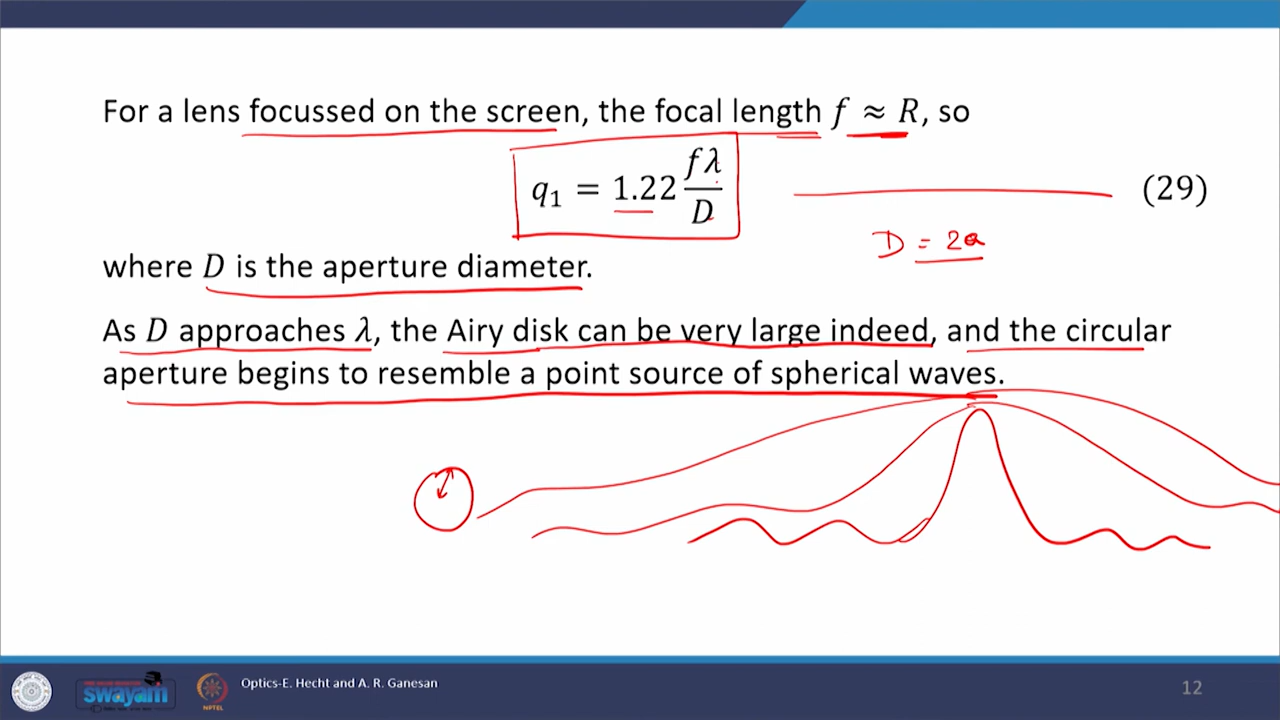 For a lens focussed on the screen, the focal length f ≈ R, so
q₁ = 1.22 fλ/D (29)
D = 2a
where D is the aperture diameter.
As D approaches λ, the Airy disk can be very large indeed, and the circular
aperture begins to resemble a point source of spherical waves.
swayam
NPTEL
Optics-E. Hecht and A. R. Ganesan
12